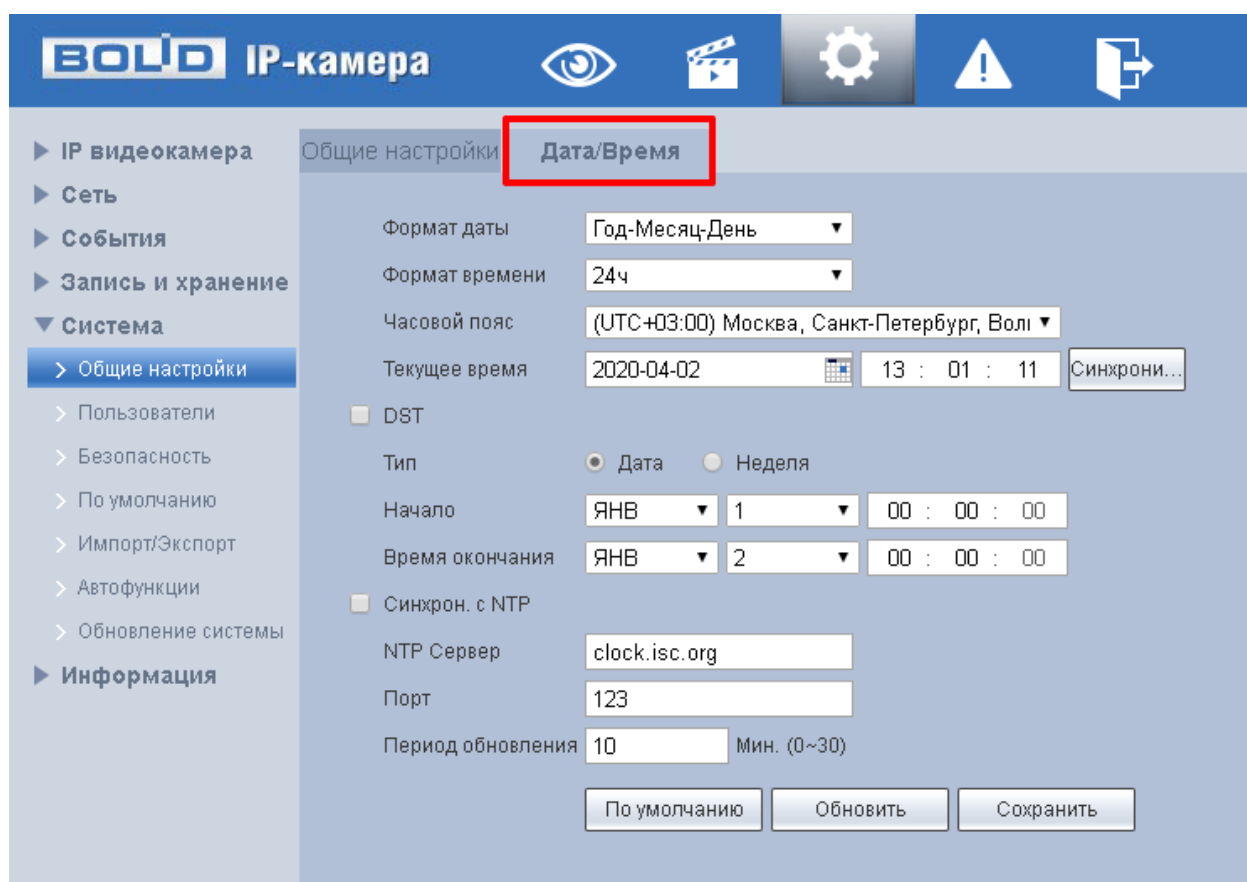 BOLID IP-камера
IP видеокамера
Сеть
События
Запись и хранение
Система
Общие настройки
Пользователи
Безопасность
По умолчанию
Импорт/Экспорт
Автофункции
Обновление системы
Информация
Общие настройки Дата/Время
Формат даты Год-Месяц-День
Формат времени 24ч
Часовой пояс (UTC+03:00) Москва, Санкт-Петербург, Волг
Текущее время 2020-04-02 13 : 01 : 11 Синхрони...
DST
Тип Дата Неделя
Начало ЯНВ 1 00 : 00 : 00
Время окончания ЯНВ 2 00 : 00 : 00
Синхрон. с NTP
NTP Сервер clock.isc.org
Порт 123
Период обновления 10 Мин. (0~30)
По умолчанию Обновить Сохранить